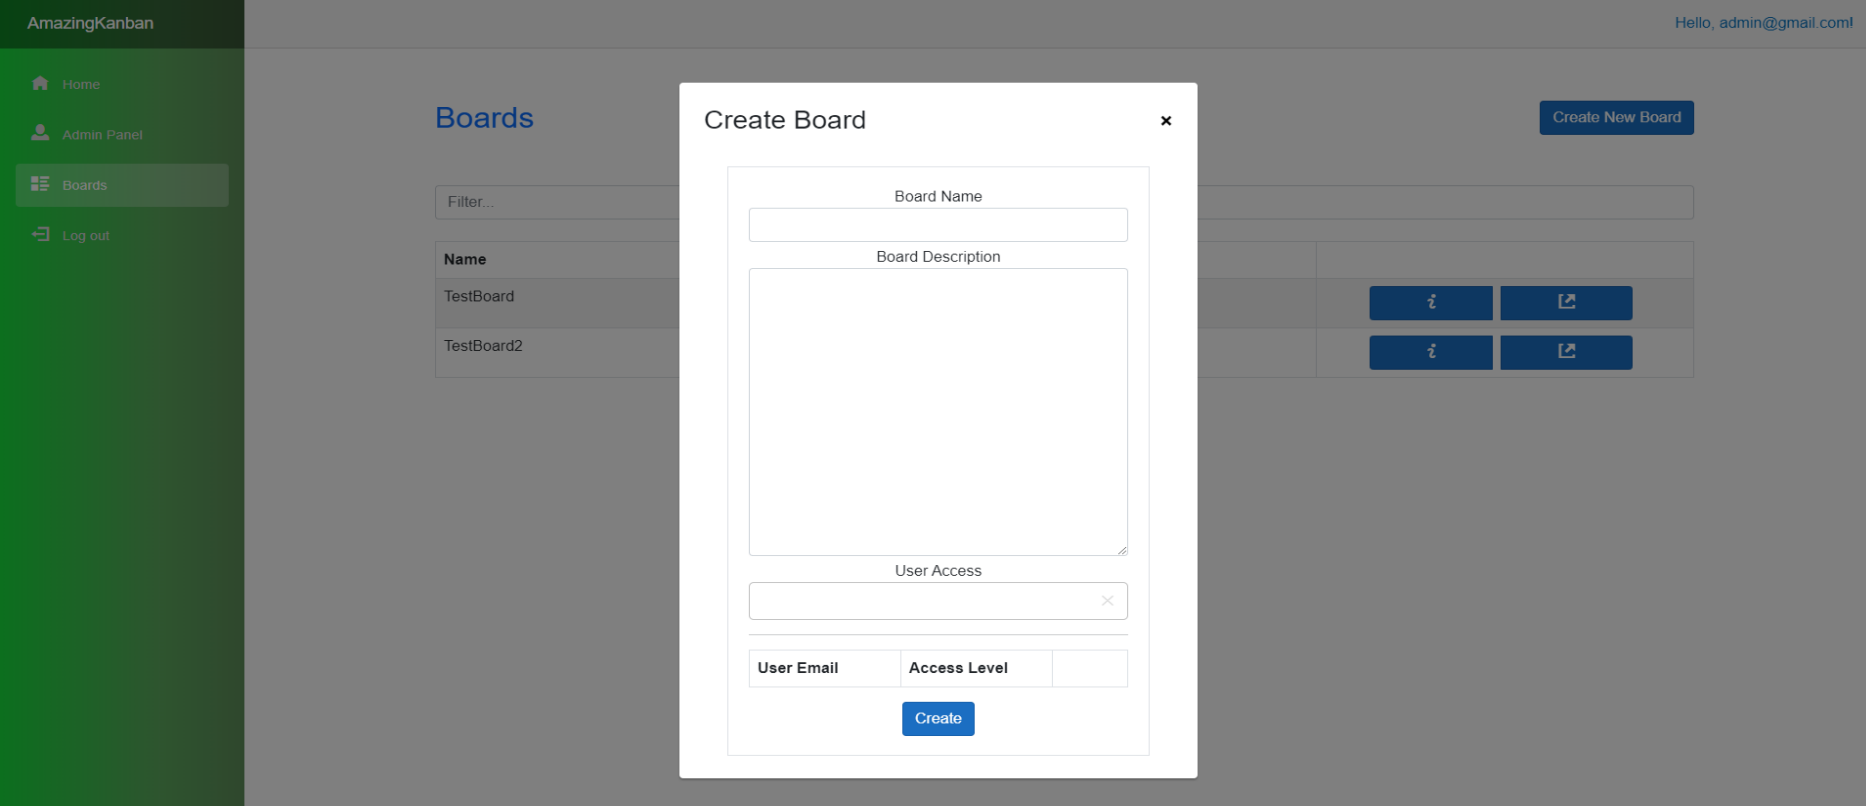 AmazingKanban
Hello, admin@gmail.com!
Home
Admin Panel
Boards
Log out
Boards
Create New Board
Filter...
Name
TestBoard
TestBoard2
Create Board
×
Board Name
Board Description
User Access
User Email Access Level
Create